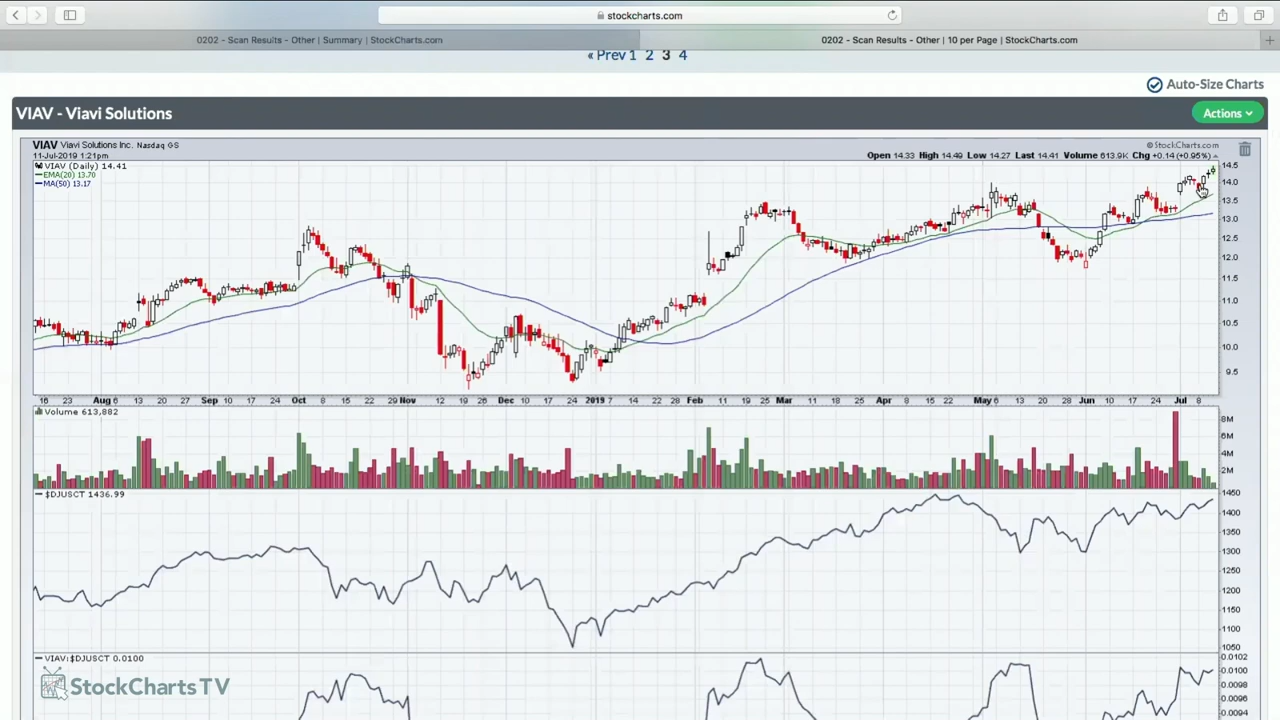 stockcharts.com
0202 - Scan Results - Other | Summary | StockCharts.com
0202 - Scan Results - Other | 10 per Page | StockCharts.com
« Prev 1 2 3 4
Auto-Size Charts
VIAV - Viavi Solutions
Actions
VIAV Viavi Solutions Inc. Nasdaq GS
© StockCharts.com
11-Jul-2019 1:21pm
Open 14.33 High 14.49 Low 14.27 Last 14.41 Volume 613.9K Chg +0.14 (+0.95%)
VIAV (Daily) 14.41
EMA(20) 13.70
MA(50) 13.17
14.5
14.0
13.5
13.0
12.5
12.0
11.5
11.0
10.5
10.0
9.5
16 23 Aug 6 13 20 27 Sep 10 17 24 Oct 8 15 22 29 Nov 12 19 26 Dec 10 17 24 2019 7 14 22 28 Feb 11 19 25 Mar 11 18 25 Apr 8 15 22 May 6 13 20 28 Jun 10 17 24 Jul 8
Volume 613,882
8M
6M
4M
2M
$DJUSCT 1436.99
1450
1400
1350
1300
1250
1200
1150
1100
1050
VIAV:$DJUSCT 0.0100
0.0102
0.0100
0.0098
0.0096
0.0094
StockCharts TV